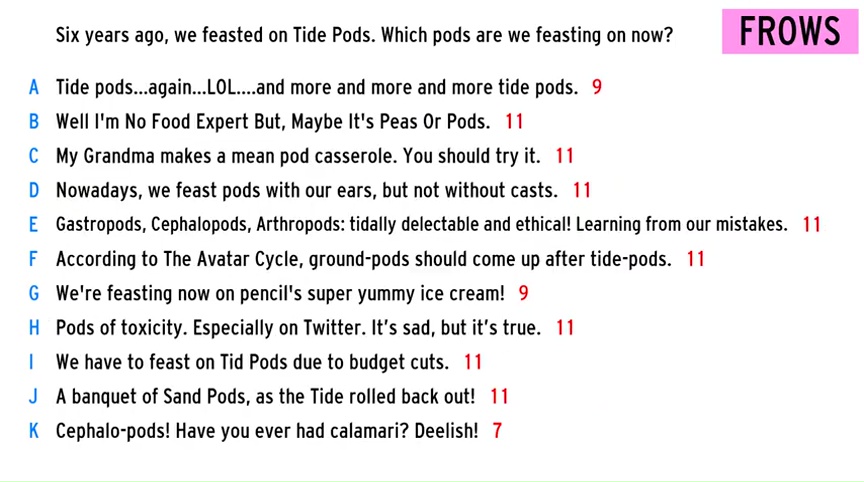 Six years ago, we feasted on Tide Pods. Which pods are we feasting on now?
FROWS
A Tide pods...again...LOL....and more and more and more tide pods. 9
B Well I'm No Food Expert But, Maybe It's Peas Or Pods. 11
C My Grandma makes a mean pod casserole. You should try it. 11
D Nowadays, we feast pods with our ears, but not without casts. 11
E Gastropods, Cephalopods, Arthropods: tidally delectable and ethical! Learning from our mistakes. 11
F According to The Avatar Cycle, ground-pods should come up after tide-pods. 11
G We're feasting now on pencil's super yummy ice cream! 9
H Pods of toxicity. Especially on Twitter. It's sad, but it's true. 11
I We have to feast on Tid Pods due to budget cuts. 11
J A banquet of Sand Pods, as the Tide rolled back out! 11
K Cephalo-pods! Have you ever had calamari? Deelish! 7